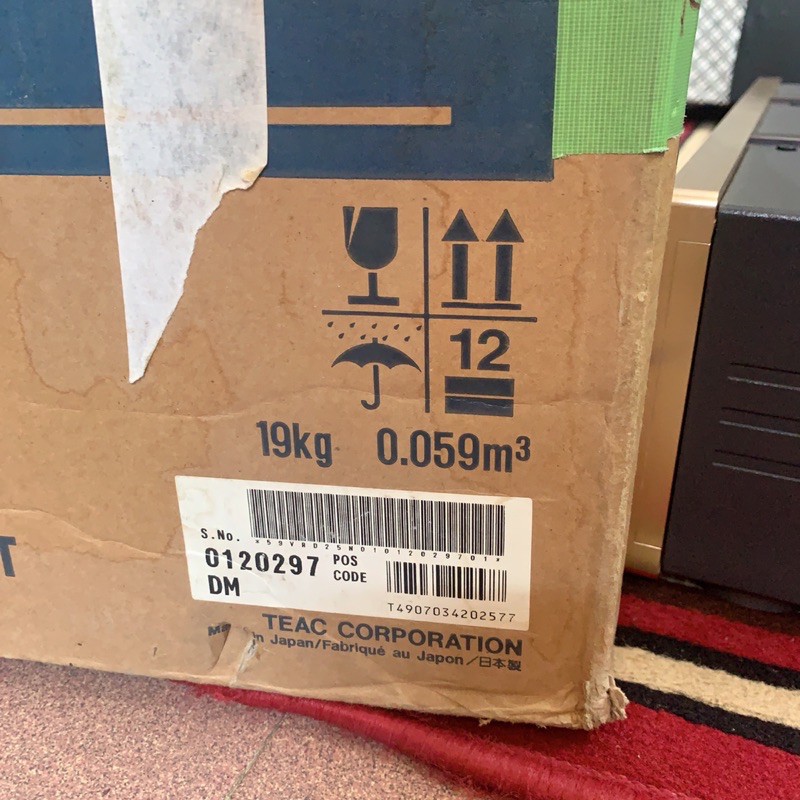 12
19kg 0.059m³
S.No.
0120297
DM
POS
CODE
T4907034202577
TEAC CORPORATION
in Japan/Fabriqué au Japon/日本製